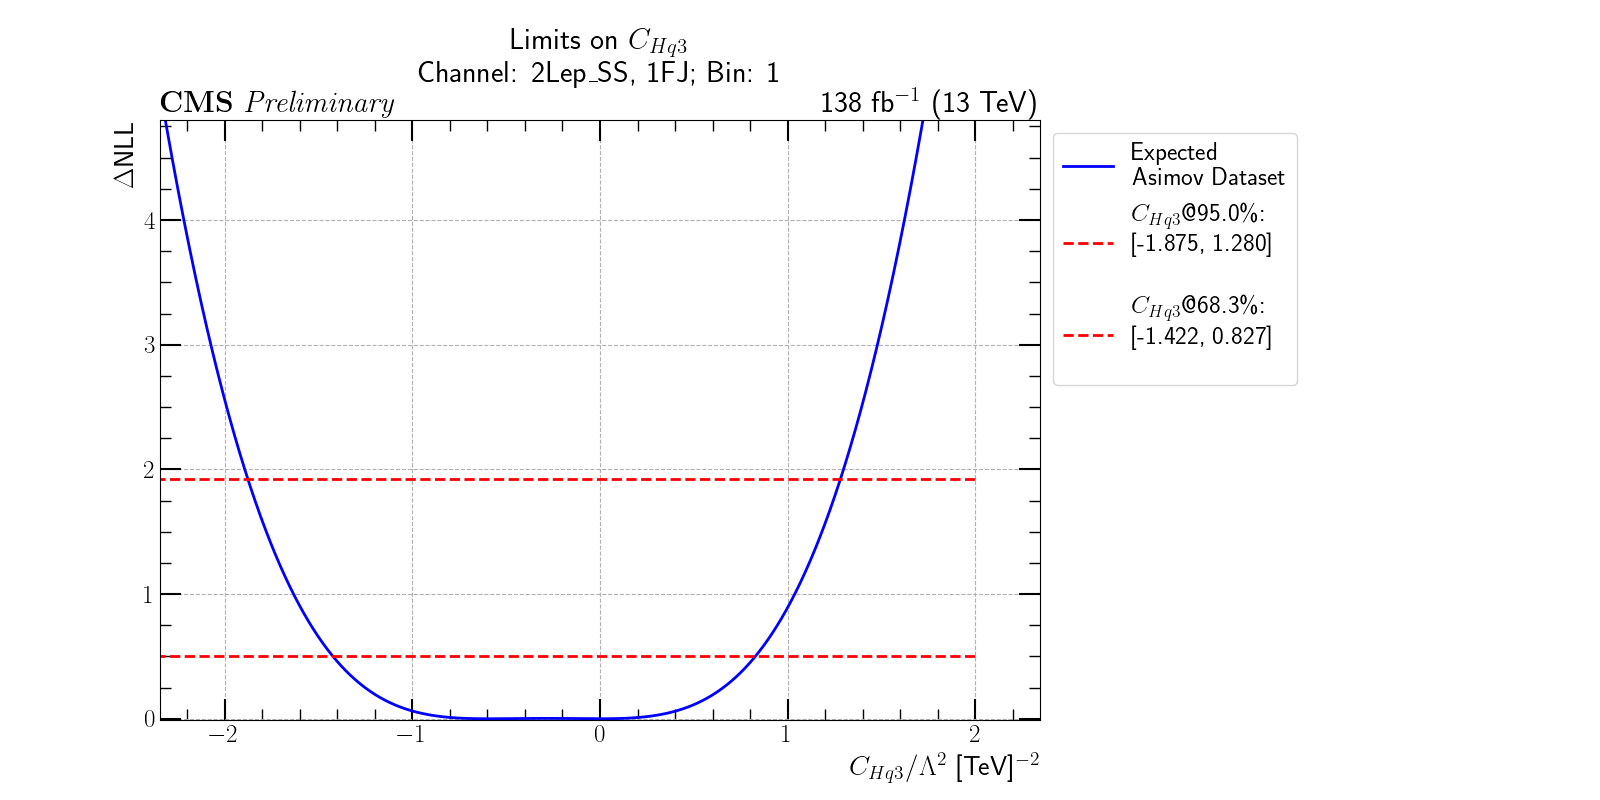 Limits on C_{Hq3}
Channel: 2Lep_SS, 1FJ; Bin: 1
CMS Preliminary
138 fb⁻¹ (13 TeV)
ΔNLL
4
3
2
1
0
−2
−1
0
1
2
C_{Hq3}/Λ² [TeV]⁻²
Expected
Asimov Dataset
C_{Hq3}@95.0%:
[-1.875, 1.280]
C_{Hq3}@68.3%:
[-1.422, 0.827]